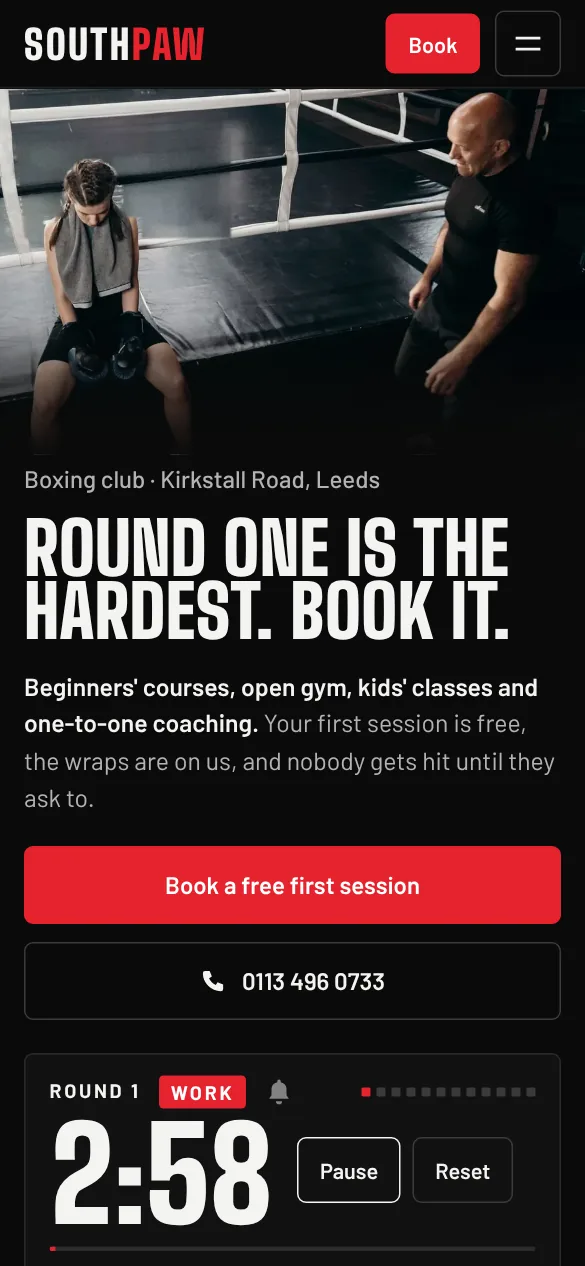 SOUTHPAW
Book
Boxing club · Kirkstall Road, Leeds
ROUND ONE IS THE
HARDEST. BOOK IT.
Beginners' courses, open gym, kids' classes and
one-to-one coaching. Your first session is free,
the wraps are on us, and nobody gets hit until they
ask to.
Book a free first session
0113 496 0733
ROUND 1 WORK
2:58 Pause Reset